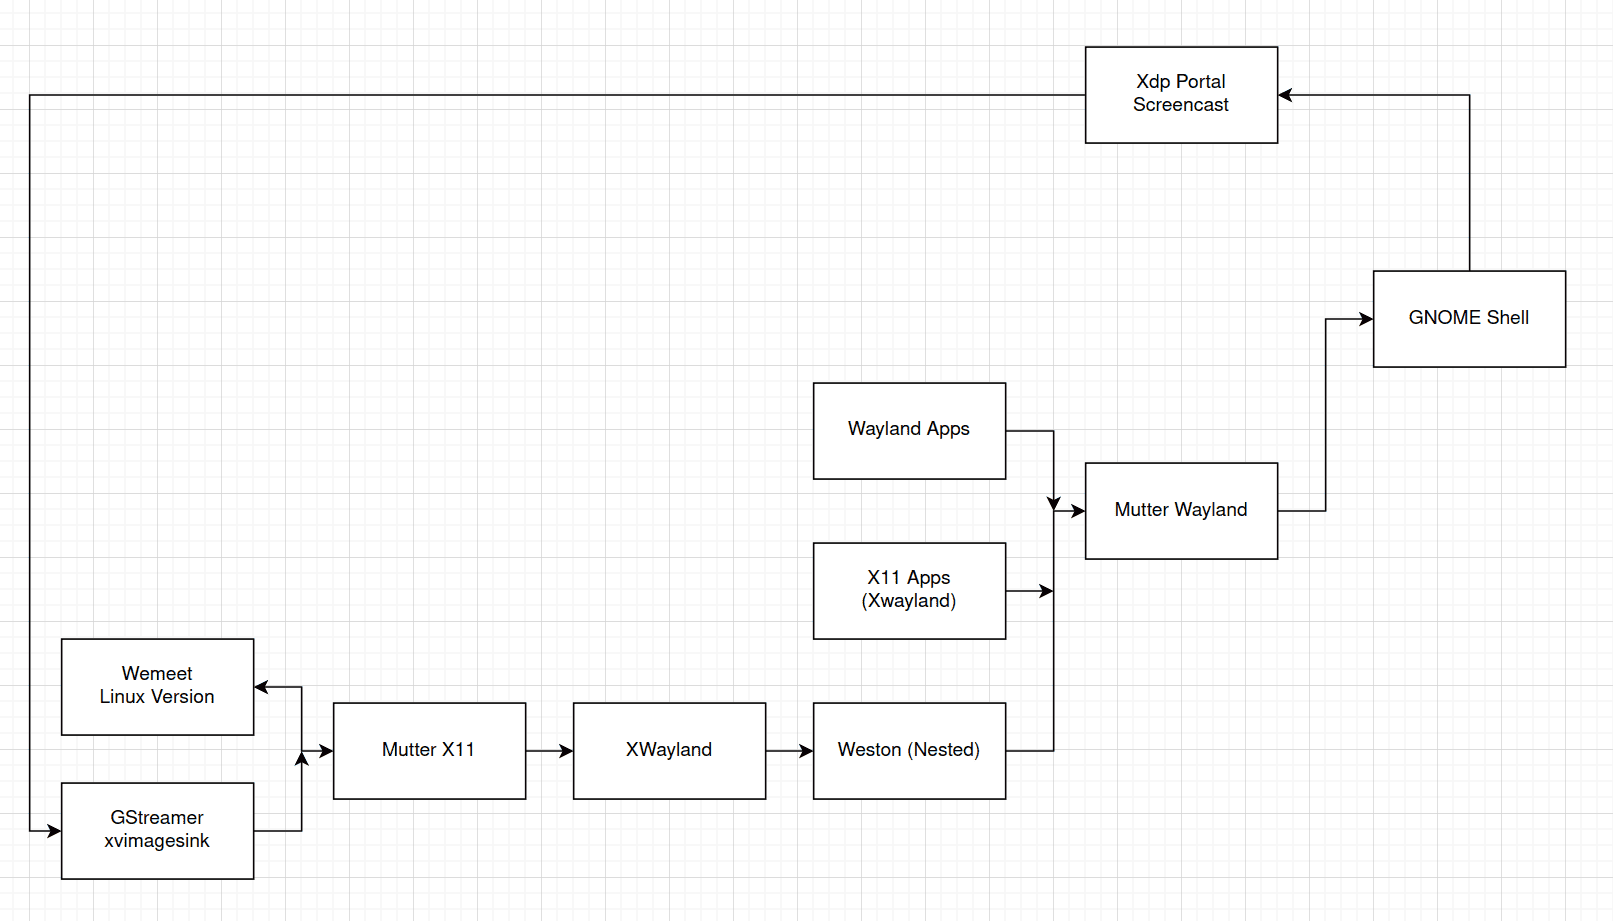 Xdp Portal
Screencast
GNOME Shell
Wayland Apps
Mutter Wayland
X11 Apps
(Xwayland)
Wemeet
Linux Version
Mutter X11
XWayland
Weston (Nested)
GStreamer
xvimagesink